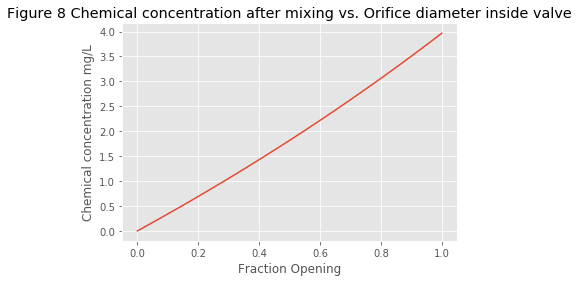 Figure 8 Chemical concentration after mixing vs. Orifice diameter inside valve
Chemical concentration mg/L
4.0
3.5
3.0
2.5
2.0
1.5
1.0
0.5
0.0
0.0 0.2 0.4 0.6 0.8 1.0
Fraction Opening